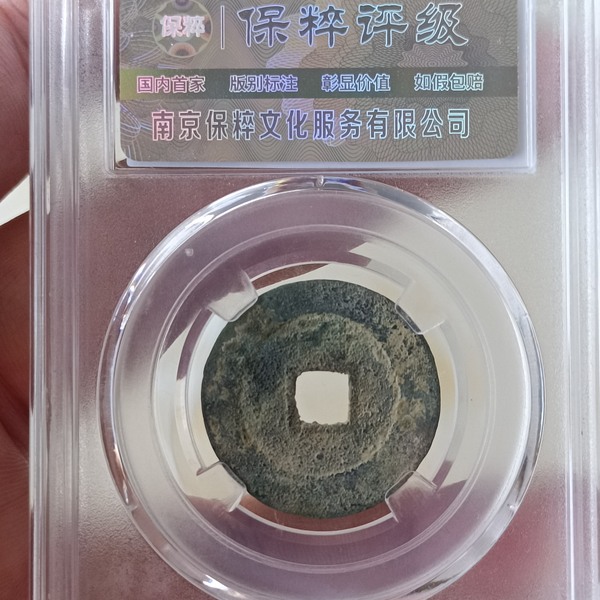 保粹 保粹评级
国内首家 版别标注 彰显价值 如假包赔
南京保粹文化服务有限公司